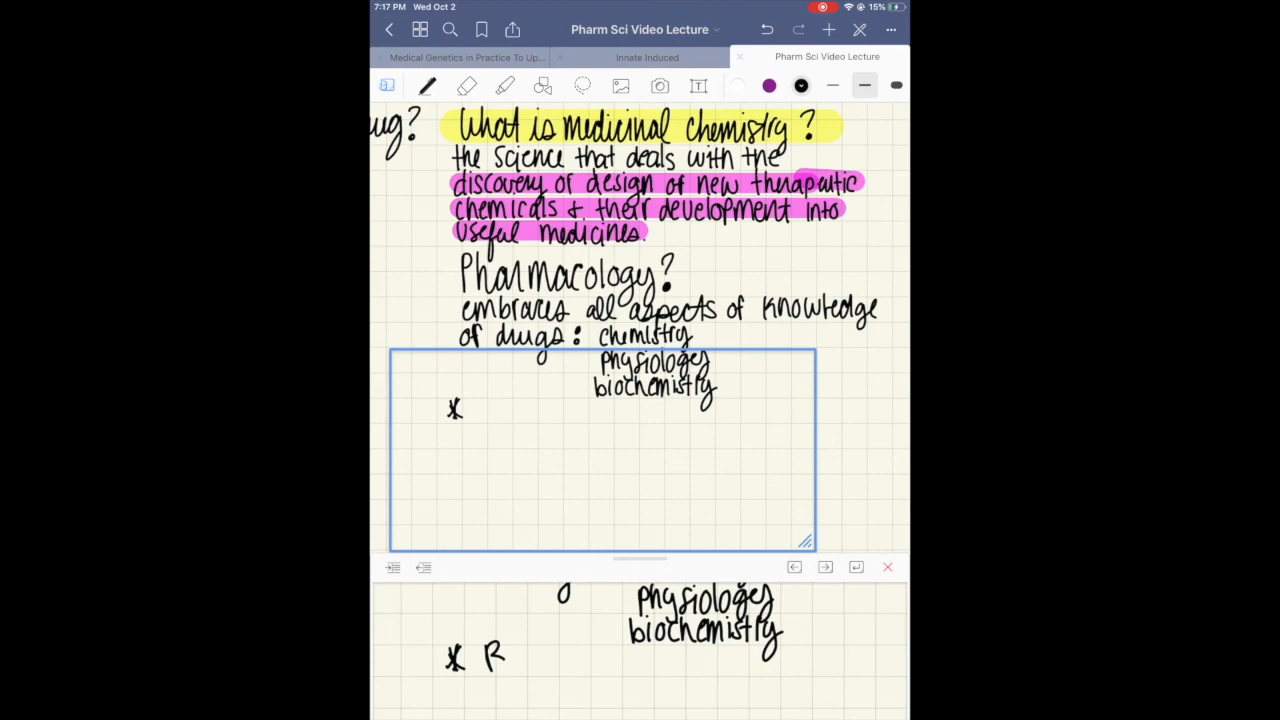 7:17 PM Wed Oct 2 15%
Pharm Sci Video Lecture
Medical Genetics in Practice To Up... Innate Induced Pharm Sci Video Lecture
ug? What is medicinal chemistry?
the science that deals with the
discovery or design of new therapeutic
chemicals & their development into
useful medicines.
Pharmacology?
embraces all aspects of knowledge
of drugs: chemistry
physiology
biochemistry
*
physiology
biochemistry
* R